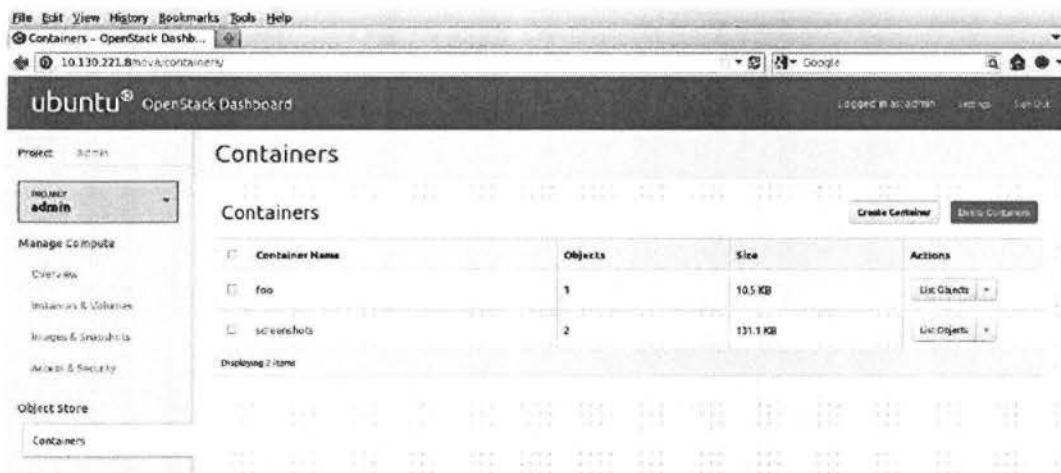 File Edit View History Bookmarks Tools Help
Containers - OpenStack Dashb...
10.130.221.8/nova/containers/
Google
ubuntu® OpenStack Dashboard
Logged in as: admin Settings Sign Out
Project Admin
Containers
PROJECT
admin
Containers
Create Container Delete Containers
Manage Compute
Container Name Objects Size Actions
Overview
foo 1 10.5 KB List Objects
Instances & Volumes
screenshots 2 131.1 KB List Objects
Images & Snapshots
Displaying 2 items
Access & Security
Object Store
Containers